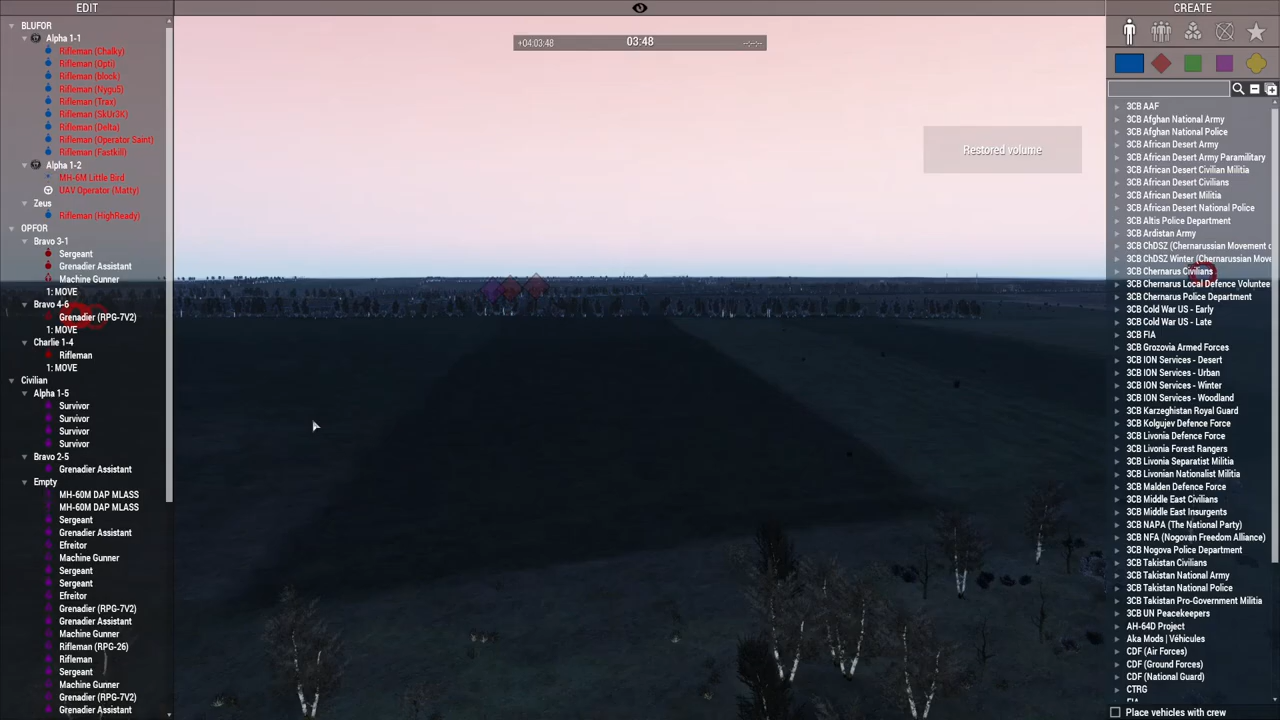 EDIT
BLUFOR
Alpha 1-1
Rifleman (Chalky)
Rifleman (Opti)
Rifleman (block)
Rifleman (Nygu5)
Rifleman (Trax)
Rifleman (SkUr3K)
Rifleman (Delta)
Rifleman (Operator Saint)
Rifleman (Fastkill)
Alpha 1-2
MH-6M Little Bird
UAV Operator (Matty)
Zeus
Rifleman (HighReady)
OPFOR
Bravo 3-1
Sergeant
Grenadier Assistant
Machine Gunner
1: MOVE
Bravo 4-6
Grenadier (RPG-7V2)
1: MOVE
Charlie 1-4
Rifleman
1: MOVE
Civilian
Alpha 1-5
Survivor
Survivor
Survivor
Survivor
Bravo 2-5
Grenadier Assistant
Empty
MH-60M DAP MLASS
MH-60M DAP MLASS
Sergeant
Grenadier Assistant
Efreitor
Machine Gunner
Sergeant
Sergeant
Efreitor
Grenadier (RPG-7V2)
Grenadier Assistant
Machine Gunner
Rifleman (RPG-26)
Rifleman
Sergeant
Machine Gunner
Grenadier (RPG-7V2)
Grenadier Assistant
+04:03:48
03:48
--:--:--
Restored volume
CREATE
3CB AAF
3CB Afghan National Army
3CB Afghan National Police
3CB African Desert Army
3CB African Desert Army Paramilitary
3CB African Desert Civilian Militia
3CB African Desert Civilians
3CB African Desert Militia
3CB African Desert National Police
3CB Altis Police Department
3CB Ardistan Army
3CB ChDSZ (Chernarussian Movement o
3CB ChDSZ Winter (Chernarussian Move
3CB Chernarus Civilians
3CB Chernarus Local Defence Voluntee
3CB Chernarus Police Department
3CB Cold War US - Early
3CB Cold War US - Late
3CB FIA
3CB Grozovia Armed Forces
3CB ION Services - Desert
3CB ION Services - Urban
3CB ION Services - Winter
3CB ION Services - Woodland
3CB Karzeghistan Royal Guard
3CB Kolgujev Defence Force
3CB Livonia Defence Force
3CB Livonia Forest Rangers
3CB Livonia Separatist Militia
3CB Livonian Nationalist Militia
3CB Malden Defence Force
3CB Middle East Civilians
3CB Middle East Insurgents
3CB NAPA (The National Party)
3CB NFA (Nogovan Freedom Alliance)
3CB Nogova Police Department
3CB Takistan Civilians
3CB Takistan National Army
3CB Takistan National Police
3CB Takistan Pro-Government Militia
3CB UN Peacekeepers
AH-64D Project
Aka Mods | Véhicules
CDF (Air Forces)
CDF (Ground Forces)
CDF (National Guard)
CTRG
FIA
Place vehicles with crew